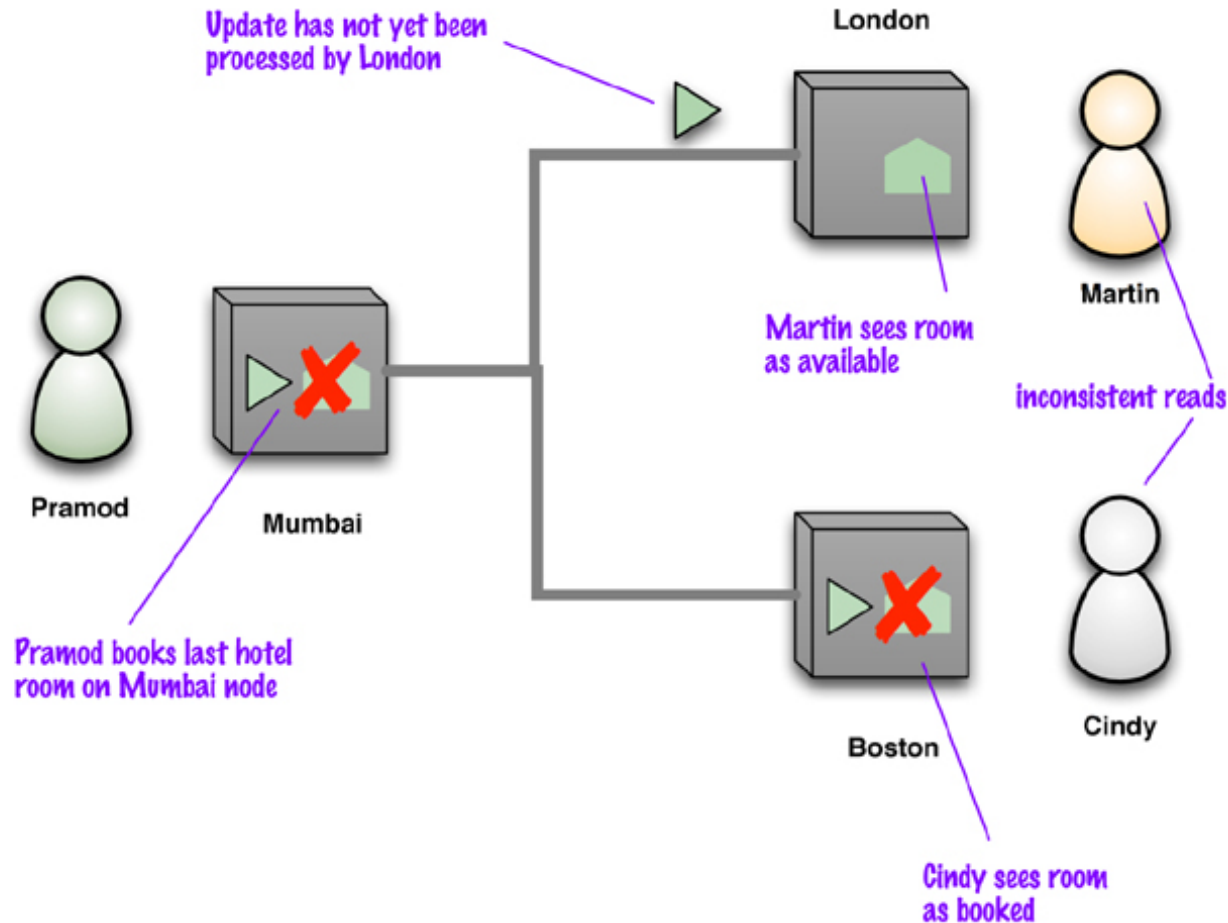 Update has not yet been
processed by London
London
Martin
Martin sees room
as available
inconsistent reads
Pramod
Mumbai
Pramod books last hotel
room on Mumbai node
Boston
Cindy
Cindy sees room
as booked